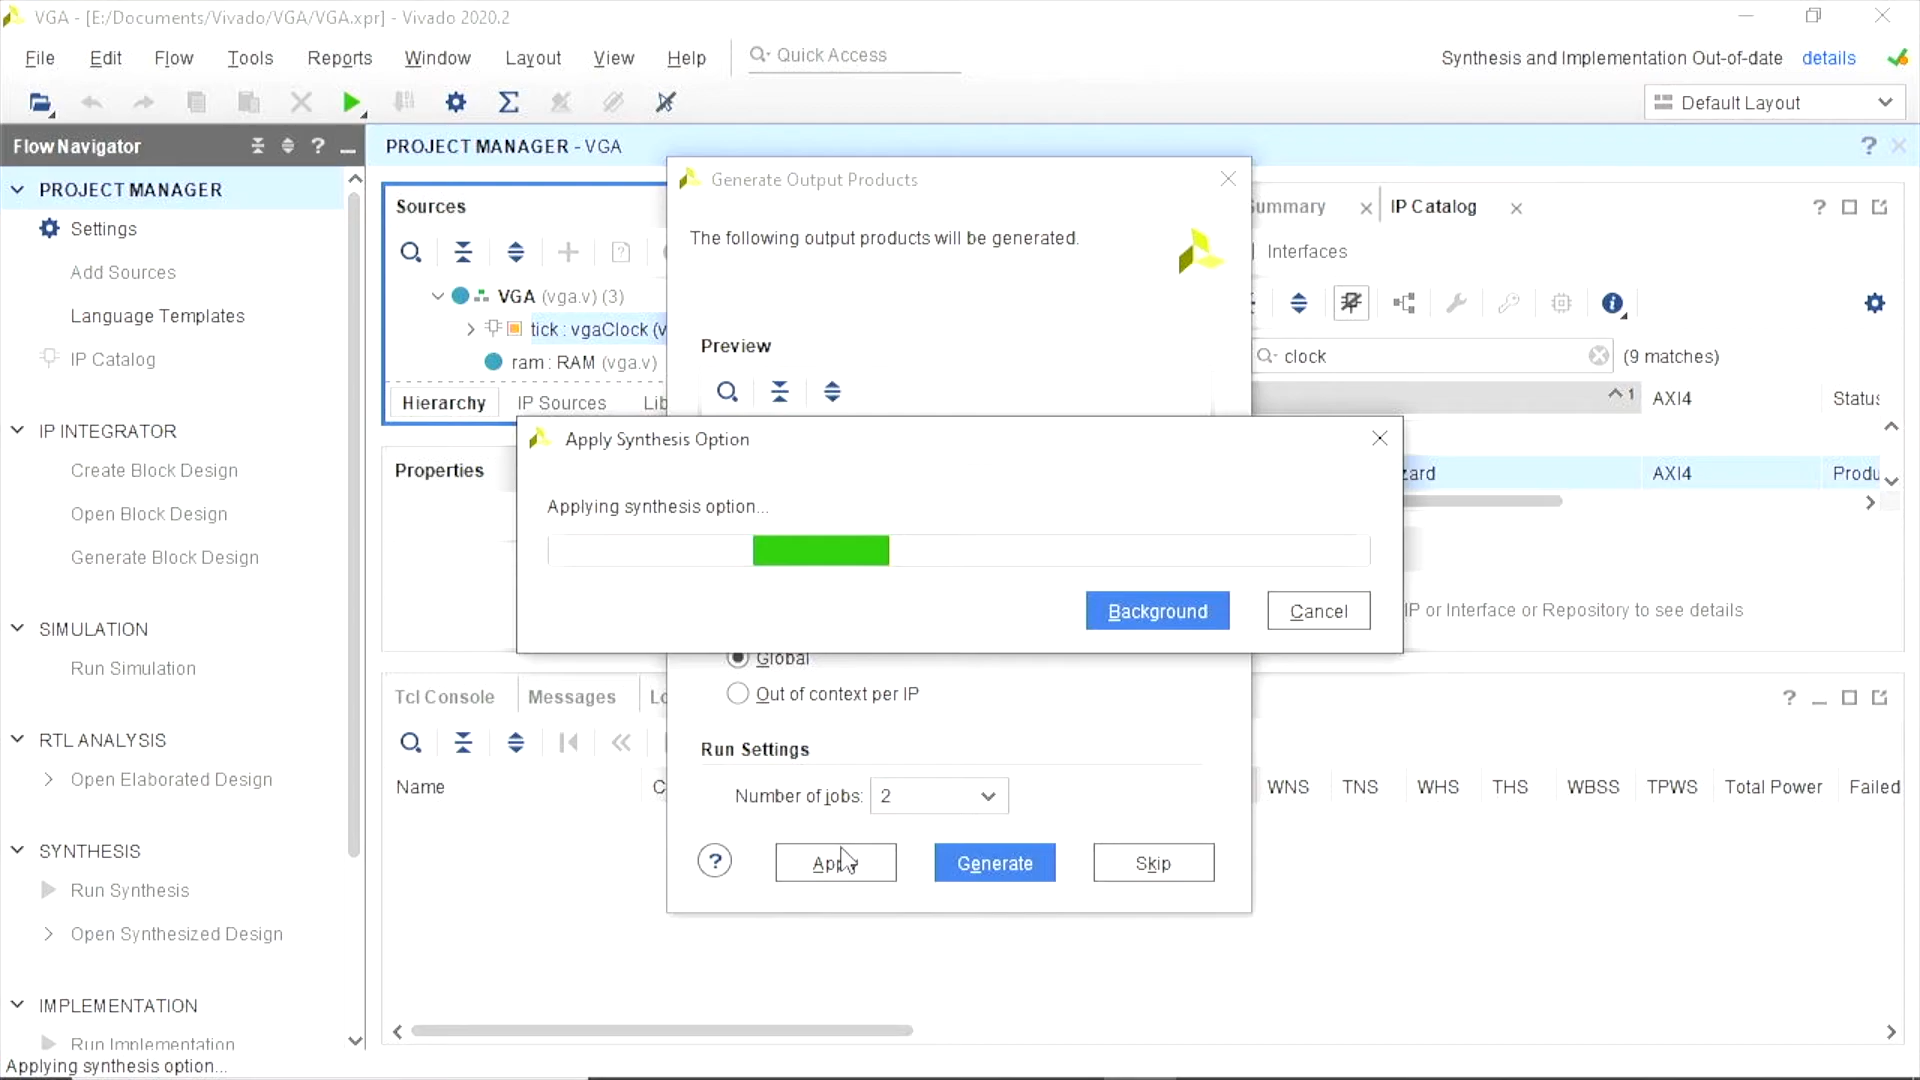 VGA - [E:/Documents/Vivado/VGA/VGA.xpr] - Vivado 2020.2
File Edit Flow Tools Reports Window Layout View Help Quick Access
Synthesis and Implementation Out-of-date details
Default Layout
Flow Navigator
PROJECT MANAGER - VGA
PROJECT MANAGER
Settings
Add Sources
Language Templates
IP Catalog
IP INTEGRATOR
Create Block Design
Open Block Design
Generate Block Design
SIMULATION
Run Simulation
RTL ANALYSIS
Open Elaborated Design
SYNTHESIS
Run Synthesis
Open Synthesized Design
IMPLEMENTATION
Run Implementation
Applying synthesis option...
Sources
VGA (vga.v) (3)
tick : vgaClock (v
ram : RAM (vga.v)
Hierarchy IP Sources Lib
Properties
Generate Output Products
The following output products will be generated.
Preview
Apply Synthesis Option
Applying synthesis option...
Background Cancel
Global
Out of context per IP
Run Settings
Number of jobs: 2
? Apply Generate Skip
Summary IP Catalog
Interfaces
clock (9 matches)
1 AXI4 Status
zard AXI4 Produ
IP or Interface or Repository to see details
Tcl Console Messages Lo
Name C WNS TNS WHS THS WBSS TPWS Total Power Failed